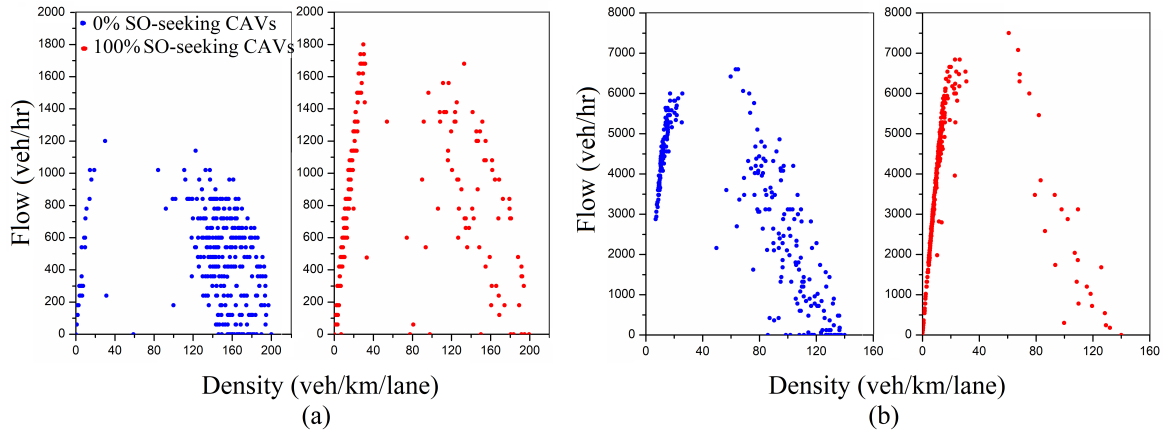 2000 2000
0% SO-seeking CAVs
100% SO-seeking CAVs
1800 1800
1600 1600
1400 1400
1200 1200
1000 1000
800 800
600 600
400 400
200 200
0 0
0 40 80 120 160 200 0 40 80 120 160 200
Flow (veh/hr)
Density (veh/km/lane)
(a)
8000 8000
7000 7000
6000 6000
5000 5000
4000 4000
3000 3000
2000 2000
1000 1000
0 0
0 40 80 120 160 0 40 80 120 160
Flow (veh/hr)
Density (veh/km/lane)
(b)